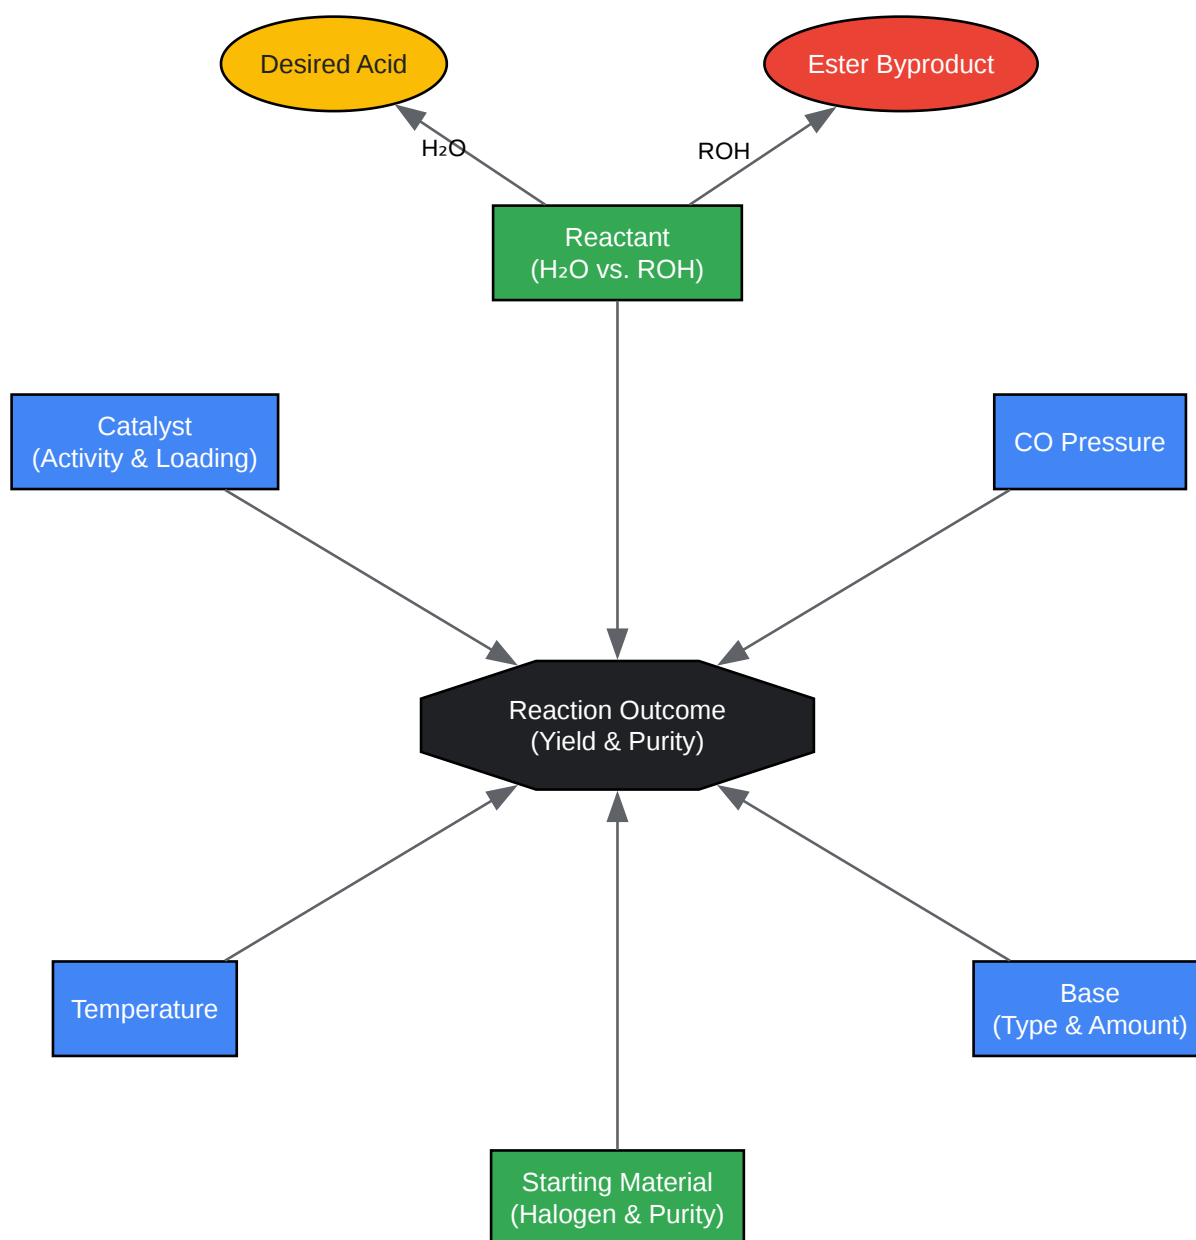 Desired Acid
Ester Byproduct
H₂O
ROH
Reactant
(H₂O vs. ROH)
Catalyst
(Activity & Loading)
CO Pressure
Reaction Outcome
(Yield & Purity)
Temperature
Base
(Type & Amount)
Starting Material
(Halogen & Purity)